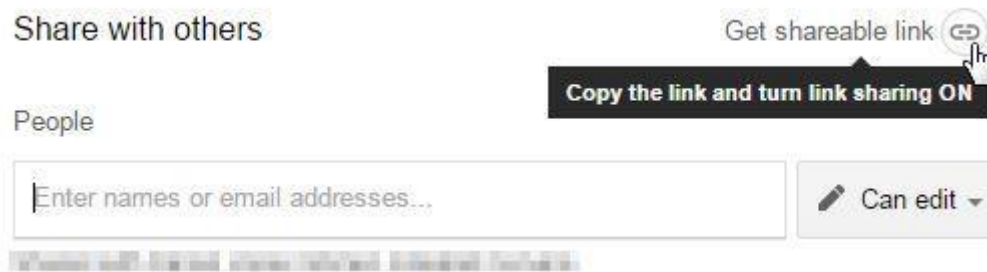 Share with others
Get shareable link
Copy the link and turn link sharing ON
People
Enter names or email addresses...
Can edit